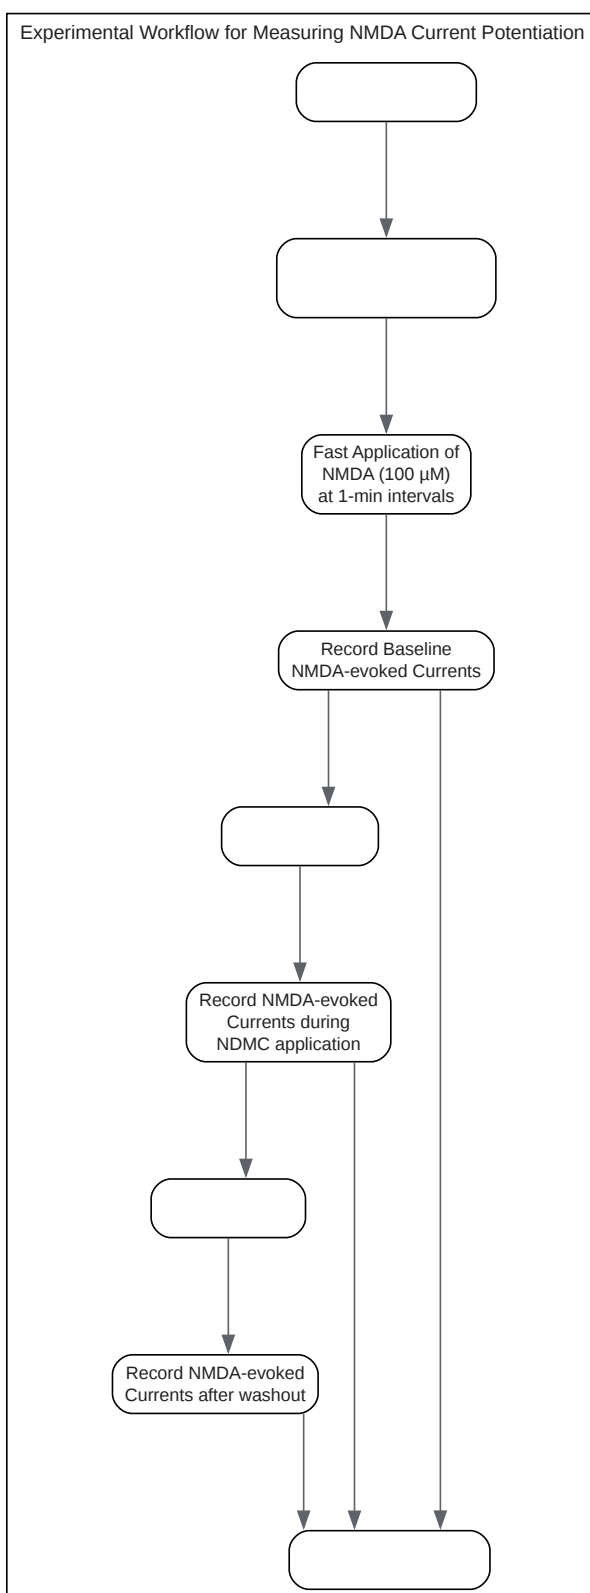 Experimental Workflow for Measuring NMDA Current Potentiation
Fast Application of
NMDA (100 µM)
at 1-min intervals
Record Baseline
NMDA-evoked Currents
Record NMDA-evoked
Currents during
NDMC application
Record NMDA-evoked
Currents after washout